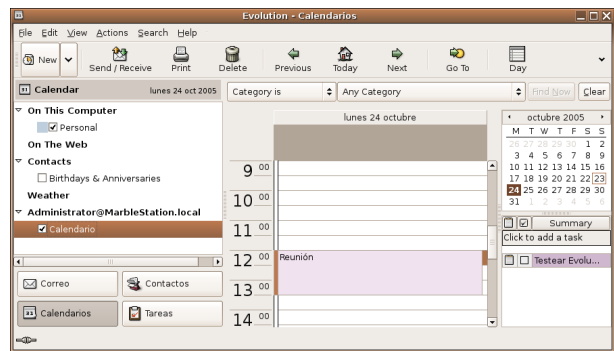 Evolution - Calendarios
File Edit View Actions Search Help
New
Send / Receive
Print
Delete
Previous
Today
Next
Go To
Day
Calendar
lunes 24 oct 2005
Category is
Any Category
Find Now
Clear
On This Computer
Personal
On The Web
Contacts
Birthdays & Anniversaries
Weather
Administrator@MarbleStation.local
Calendario
Correo
Contactos
Calendarios
Tareas
lunes 24 octubre
9 00
10 00
11 00
12 00 Reunión
13 00
14 00
octubre 2005
M T W T F S S
26 27 28 29 30 1 2
3 4 5 6 7 8 9
10 11 12 13 14 15 16
17 18 19 20 21 22 23
24 25 26 27 28 29 30
31 1 2 3 4 5 6
Summary
Click to add a task
Testear Evolu...